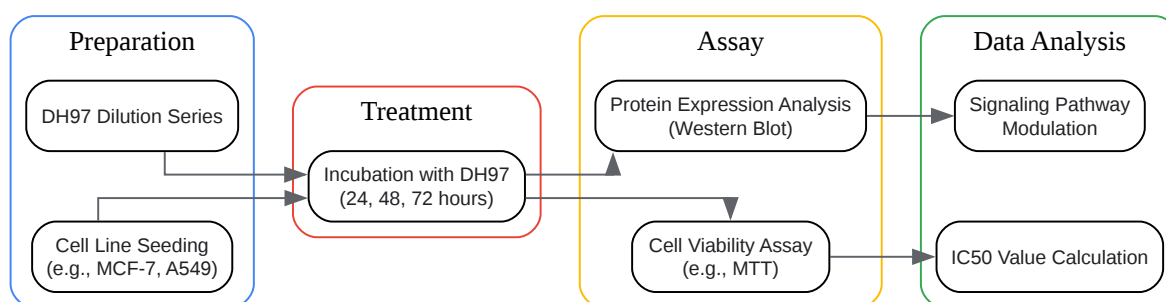 Preparation
DH97 Dilution Series
Cell Line Seeding
(e.g., MCF-7, A549)
Treatment
Incubation with DH97
(24, 48, 72 hours)
Assay
Protein Expression Analysis
(Western Blot)
Cell Viability Assay
(e.g., MTT)
Data Analysis
Signaling Pathway
Modulation
IC50 Value Calculation